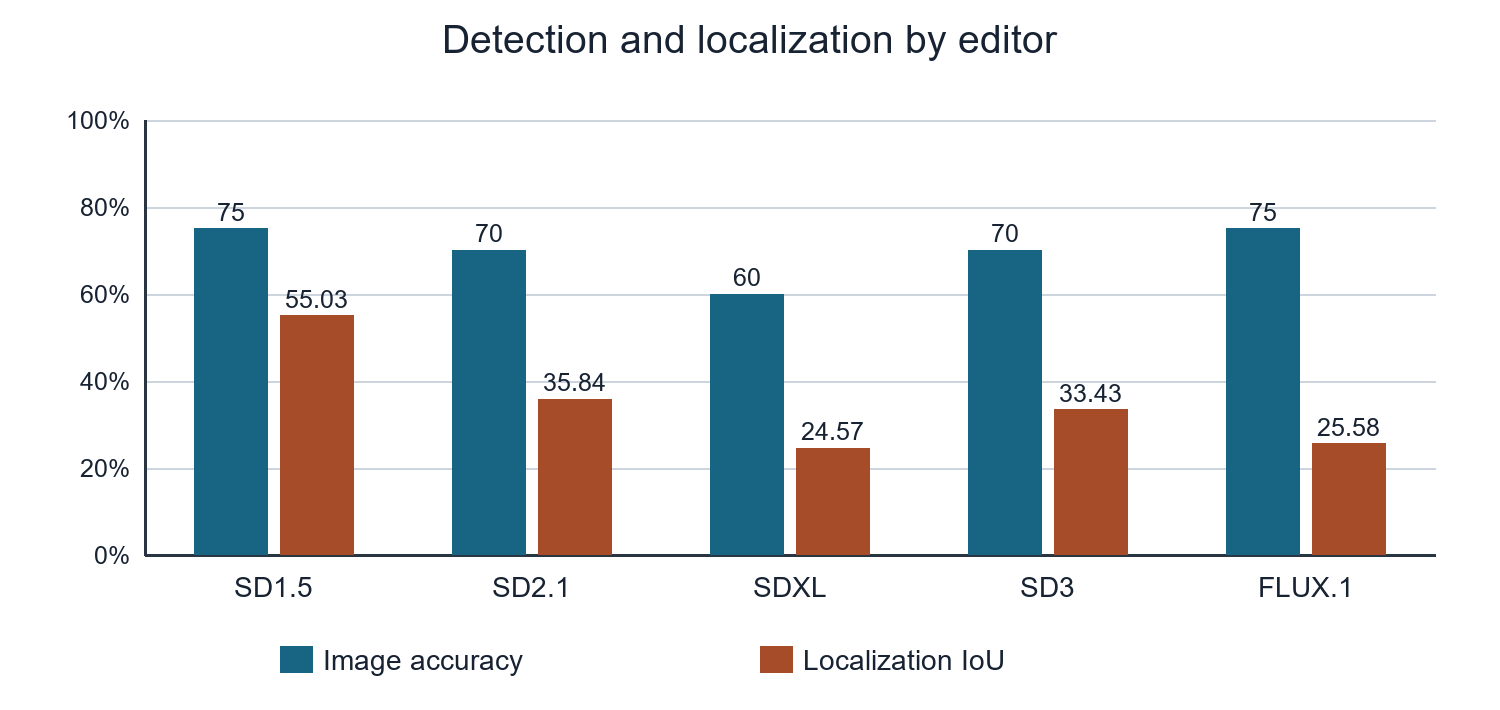 Detection and localization by editor
100%
80%
60%
40%
20%
0%
75
55.03
70
35.84
60
24.57
70
33.43
75
25.58
SD1.5
SD2.1
SDXL
SD3
FLUX.1
Image accuracy
Localization IoU